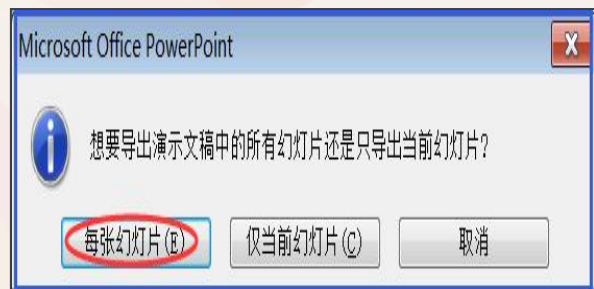 Microsoft Office PowerPoint
想要导出演示文稿中的所有幻灯片还是只导出当前幻灯片?
每张幻灯片(E) 仅当前幻灯片(C) 取消